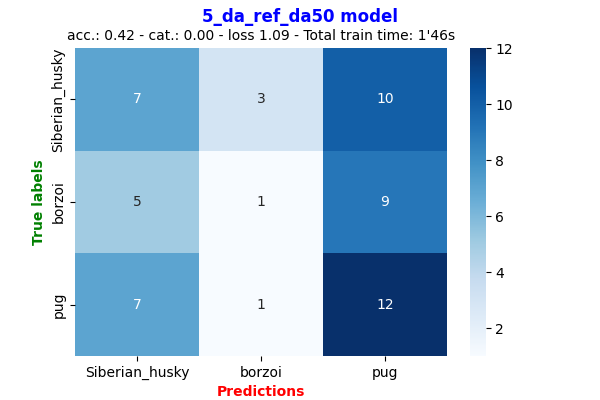 5_da_ref_da50 model
acc.: 0.42 - cat.: 0.00 - loss 1.09 - Total train time: 1'46s
True labels
Siberian_husky
borzoi
pug
7 3 10
5 1 9
7 1 12
Siberian_husky borzoi pug
Predictions
12
10
8
6
4
2